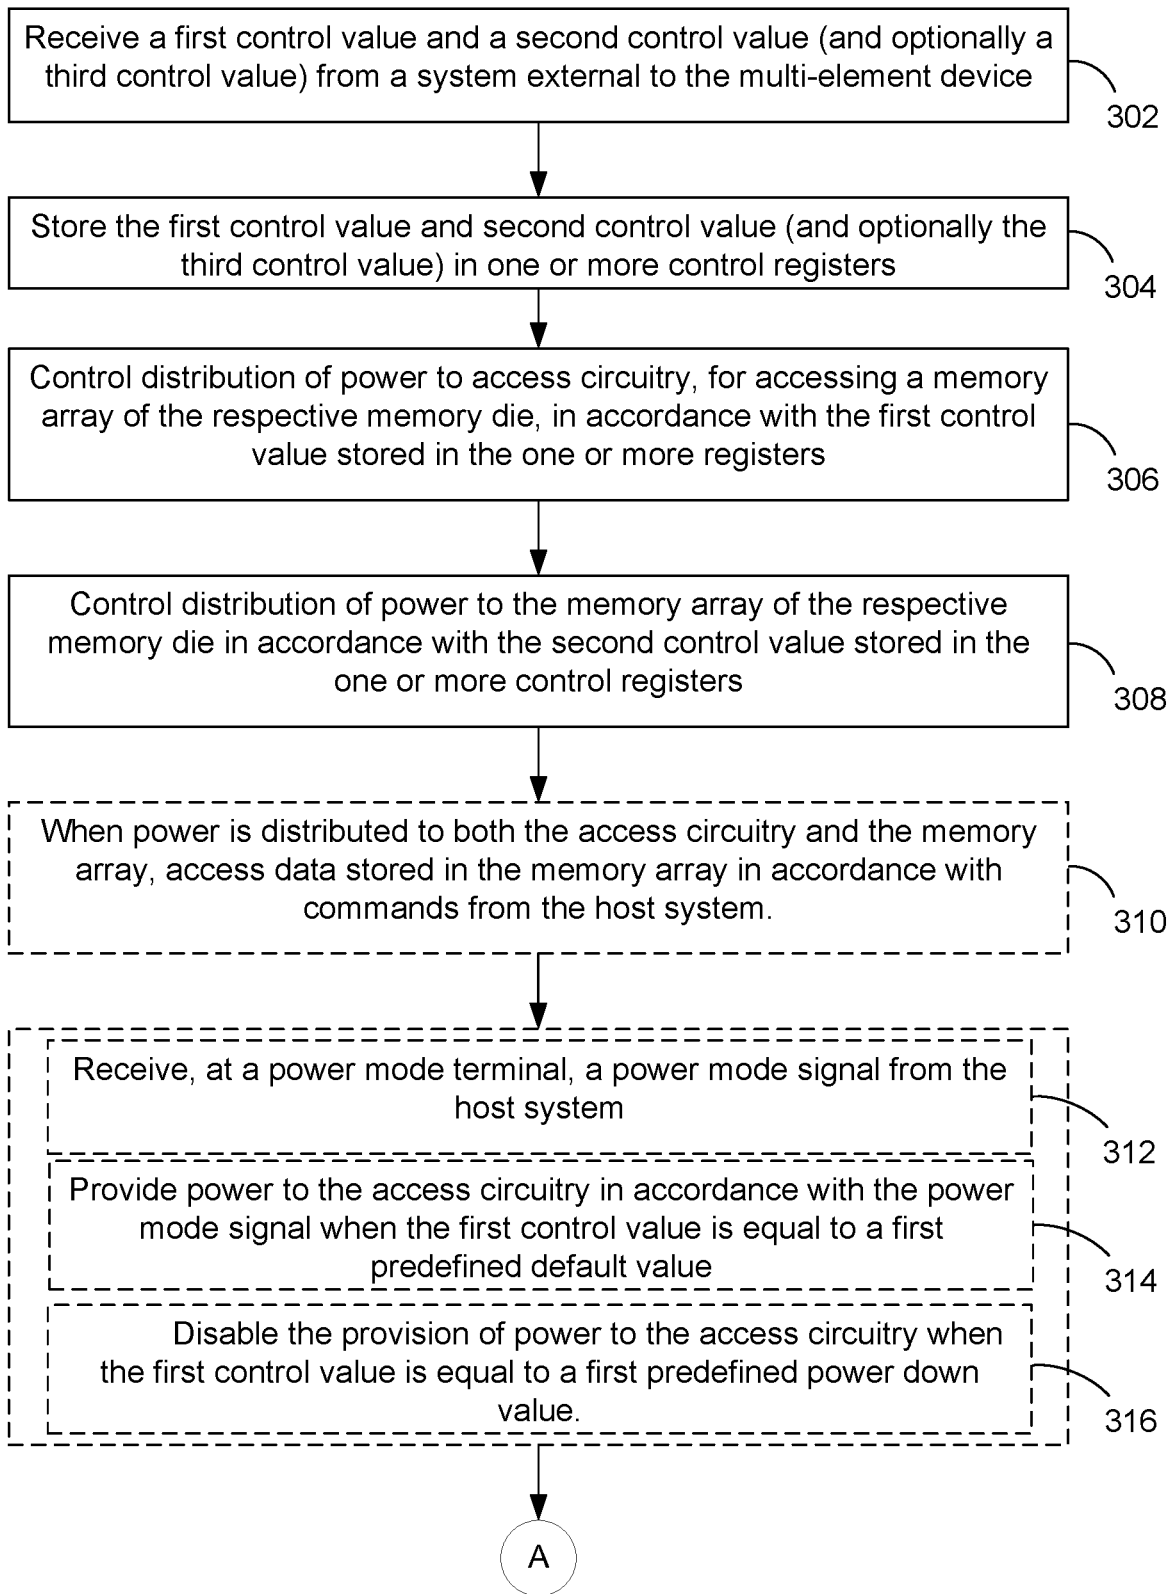 Receive a first control value and a second control value (and optionally a
third control value) from a system external to the multi-element device
302
Store the first control value and second control value (and optionally the
third control value) in one or more control registers
304
Control distribution of power to access circuitry, for accessing a memory
array of the respective memory die, in accordance with the first control
value stored in the one or more registers
306
Control distribution of power to the memory array of the respective
memory die in accordance with the second control value stored in the
one or more control registers
308
When power is distributed to both the access circuitry and the memory
array, access data stored in the memory array in accordance with
commands from the host system.
310
Receive, at a power mode terminal, a power mode signal from the
host system
312
Provide power to the access circuitry in accordance with the power
mode signal when the first control value is equal to a first
predefined default value
314
Disable the provision of power to the access circuitry when
the first control value is equal to a first predefined power down
value.
316
A